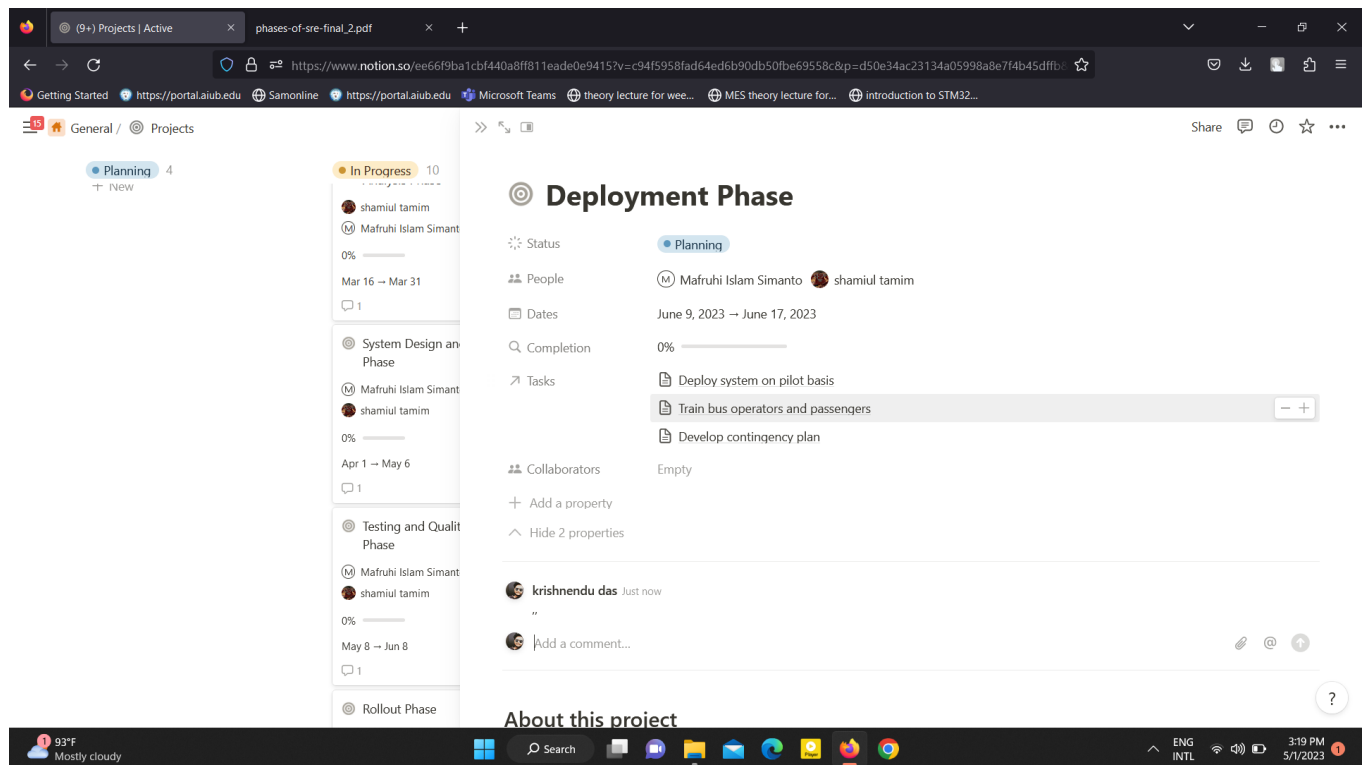 (9+) Projects | Active
phases-of-sre-final_2.pdf
https://www.notion.so/ee66f9ba1cbf440a8ff811eade0e9415?v=c94f5958fad64ed6b90db50fbe69558c&p=d50e34ac23134a05998a8e7f4b45dffb&
Getting Started https://portal.aiub.edu Samonline https://portal.aiub.edu Microsoft Teams theory lecture for wee... MES theory lecture for... introduction to STM32...
15 General / Projects
Share
Planning 4
+ New
In Progress 10
shamiul tamim
M Mafruhi Islam Simant
0%
Mar 16 → Mar 31
1
System Design an
Phase
M Mafruhi Islam Simant
shamiul tamim
0%
Apr 1 → May 6
1
Testing and Qualit
Phase
M Mafruhi Islam Simant
shamiul tamim
0%
May 8 → Jun 8
1
Rollout Phase
Deployment Phase
Status Planning
People M Mafruhi Islam Simanto shamiul tamim
Dates June 9, 2023 → June 17, 2023
Completion 0%
Tasks Deploy system on pilot basis
Train bus operators and passengers
Develop contingency plan
Collaborators Empty
+ Add a property
Hide 2 properties
krishnendu das Just now
,,
Add a comment...
About this project
?
1 93°F
Mostly cloudy
Search
Player
ENG
INTL
3:19 PM
5/1/2023
1